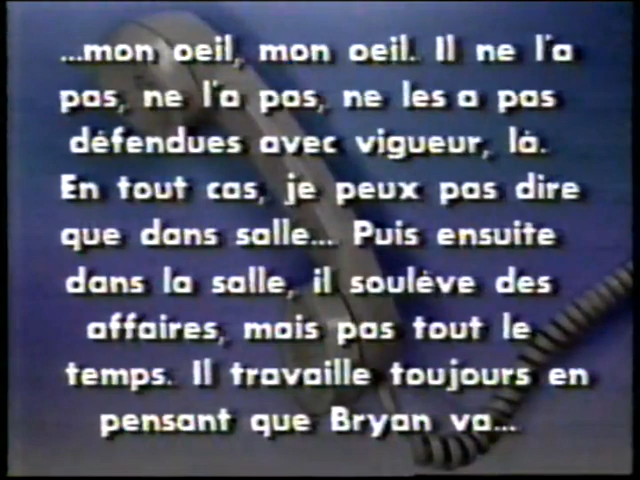 ...mon oeil, mon oeil. Il ne l'a
pas, ne l'a pas, ne les a pas
défendues avec vigueur, là.
En tout cas, je peux pas dire
que dans salle... Puis ensuite
dans la salle, il soulève des
affaires, mais pas tout le
temps. Il travaille toujours en
pensant que Bryan va...